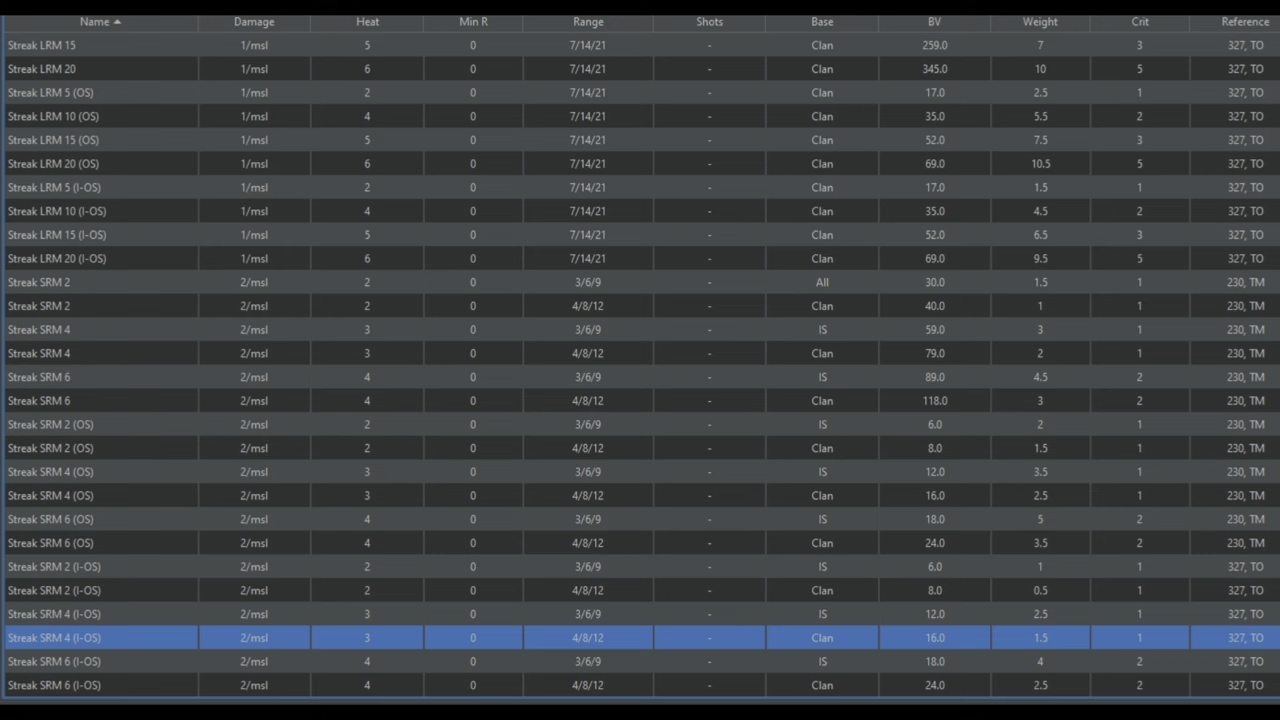 Name Damage Heat Min R Range Shots Base BV Weight Crit Reference
Streak LRM 15 1/msl 5 0 7/14/21 - Clan 259.0 7 3 327, TO
Streak LRM 20 1/msl 6 0 7/14/21 - Clan 345.0 10 5 327, TO
Streak LRM 5 (OS) 1/msl 2 0 7/14/21 - Clan 17.0 2.5 1 327, TO
Streak LRM 10 (OS) 1/msl 4 0 7/14/21 - Clan 35.0 5.5 2 327, TO
Streak LRM 15 (OS) 1/msl 5 0 7/14/21 - Clan 52.0 7.5 3 327, TO
Streak LRM 20 (OS) 1/msl 6 0 7/14/21 - Clan 69.0 10.5 5 327, TO
Streak LRM 5 (I-OS) 1/msl 2 0 7/14/21 - Clan 17.0 1.5 1 327, TO
Streak LRM 10 (I-OS) 1/msl 4 0 7/14/21 - Clan 35.0 4.5 2 327, TO
Streak LRM 15 (I-OS) 1/msl 5 0 7/14/21 - Clan 52.0 6.5 3 327, TO
Streak LRM 20 (I-OS) 1/msl 6 0 7/14/21 - Clan 69.0 9.5 5 327, TO
Streak SRM 2 2/msl 2 0 3/6/9 - All 30.0 1.5 1 230, TM
Streak SRM 2 2/msl 2 0 4/8/12 - Clan 40.0 1 1 230, TM
Streak SRM 4 2/msl 3 0 3/6/9 - IS 59.0 3 1 230, TM
Streak SRM 4 2/msl 3 0 4/8/12 - Clan 79.0 2 1 230, TM
Streak SRM 6 2/msl 4 0 3/6/9 - IS 89.0 4.5 2 230, TM
Streak SRM 6 2/msl 4 0 4/8/12 - Clan 118.0 3 2 230, TM
Streak SRM 2 (OS) 2/msl 2 0 3/6/9 - IS 6.0 2 1 230, TM
Streak SRM 2 (OS) 2/msl 2 0 4/8/12 - Clan 8.0 1.5 1 230, TM
Streak SRM 4 (OS) 2/msl 3 0 3/6/9 - IS 12.0 3.5 1 230, TM
Streak SRM 4 (OS) 2/msl 3 0 4/8/12 - Clan 16.0 2.5 1 230, TM
Streak SRM 6 (OS) 2/msl 4 0 3/6/9 - IS 18.0 5 2 230, TM
Streak SRM 6 (OS) 2/msl 4 0 4/8/12 - Clan 24.0 3.5 2 230, TM
Streak SRM 2 (I-OS) 2/msl 2 0 3/6/9 - IS 6.0 1 1 327, TO
Streak SRM 2 (I-OS) 2/msl 2 0 4/8/12 - Clan 8.0 0.5 1 327, TO
Streak SRM 4 (I-OS) 2/msl 3 0 3/6/9 - IS 12.0 2.5 1 327, TO
Streak SRM 4 (I-OS) 2/msl 3 0 4/8/12 - Clan 16.0 1.5 1 327, TO
Streak SRM 6 (I-OS) 2/msl 4 0 3/6/9 - IS 18.0 4 2 327, TO
Streak SRM 6 (I-OS) 2/msl 4 0 4/8/12 - Clan 24.0 2.5 2 327, TO